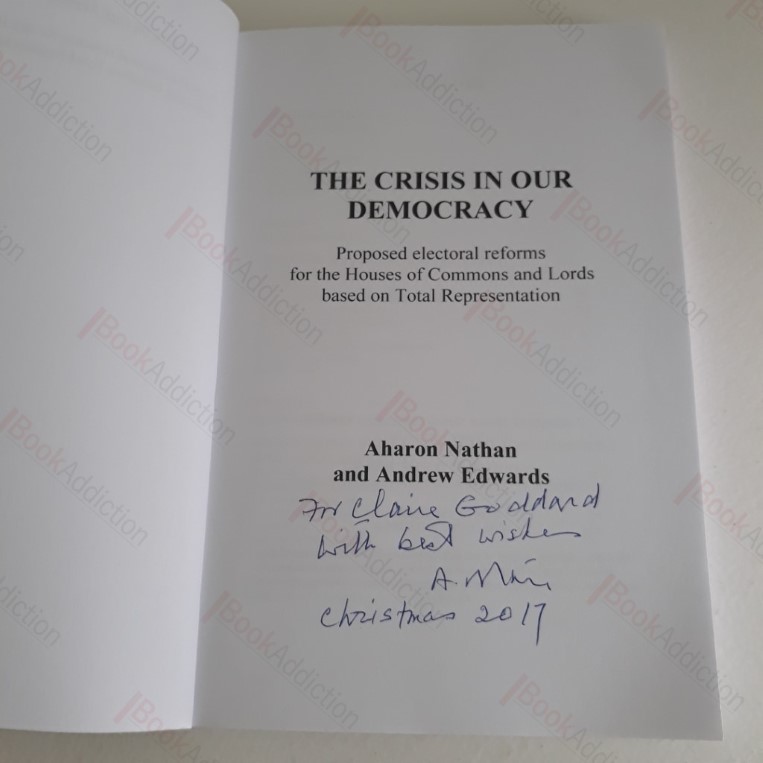 THE CRISIS IN OUR
DEMOCRACY
Proposed electoral reforms
for the Houses of Commons and Lords
based on Total Representation
Aharon Nathan
and Andrew Edwards
For Claire Goddard
with best wishes
A.
Christmas 2017
BookAddiction